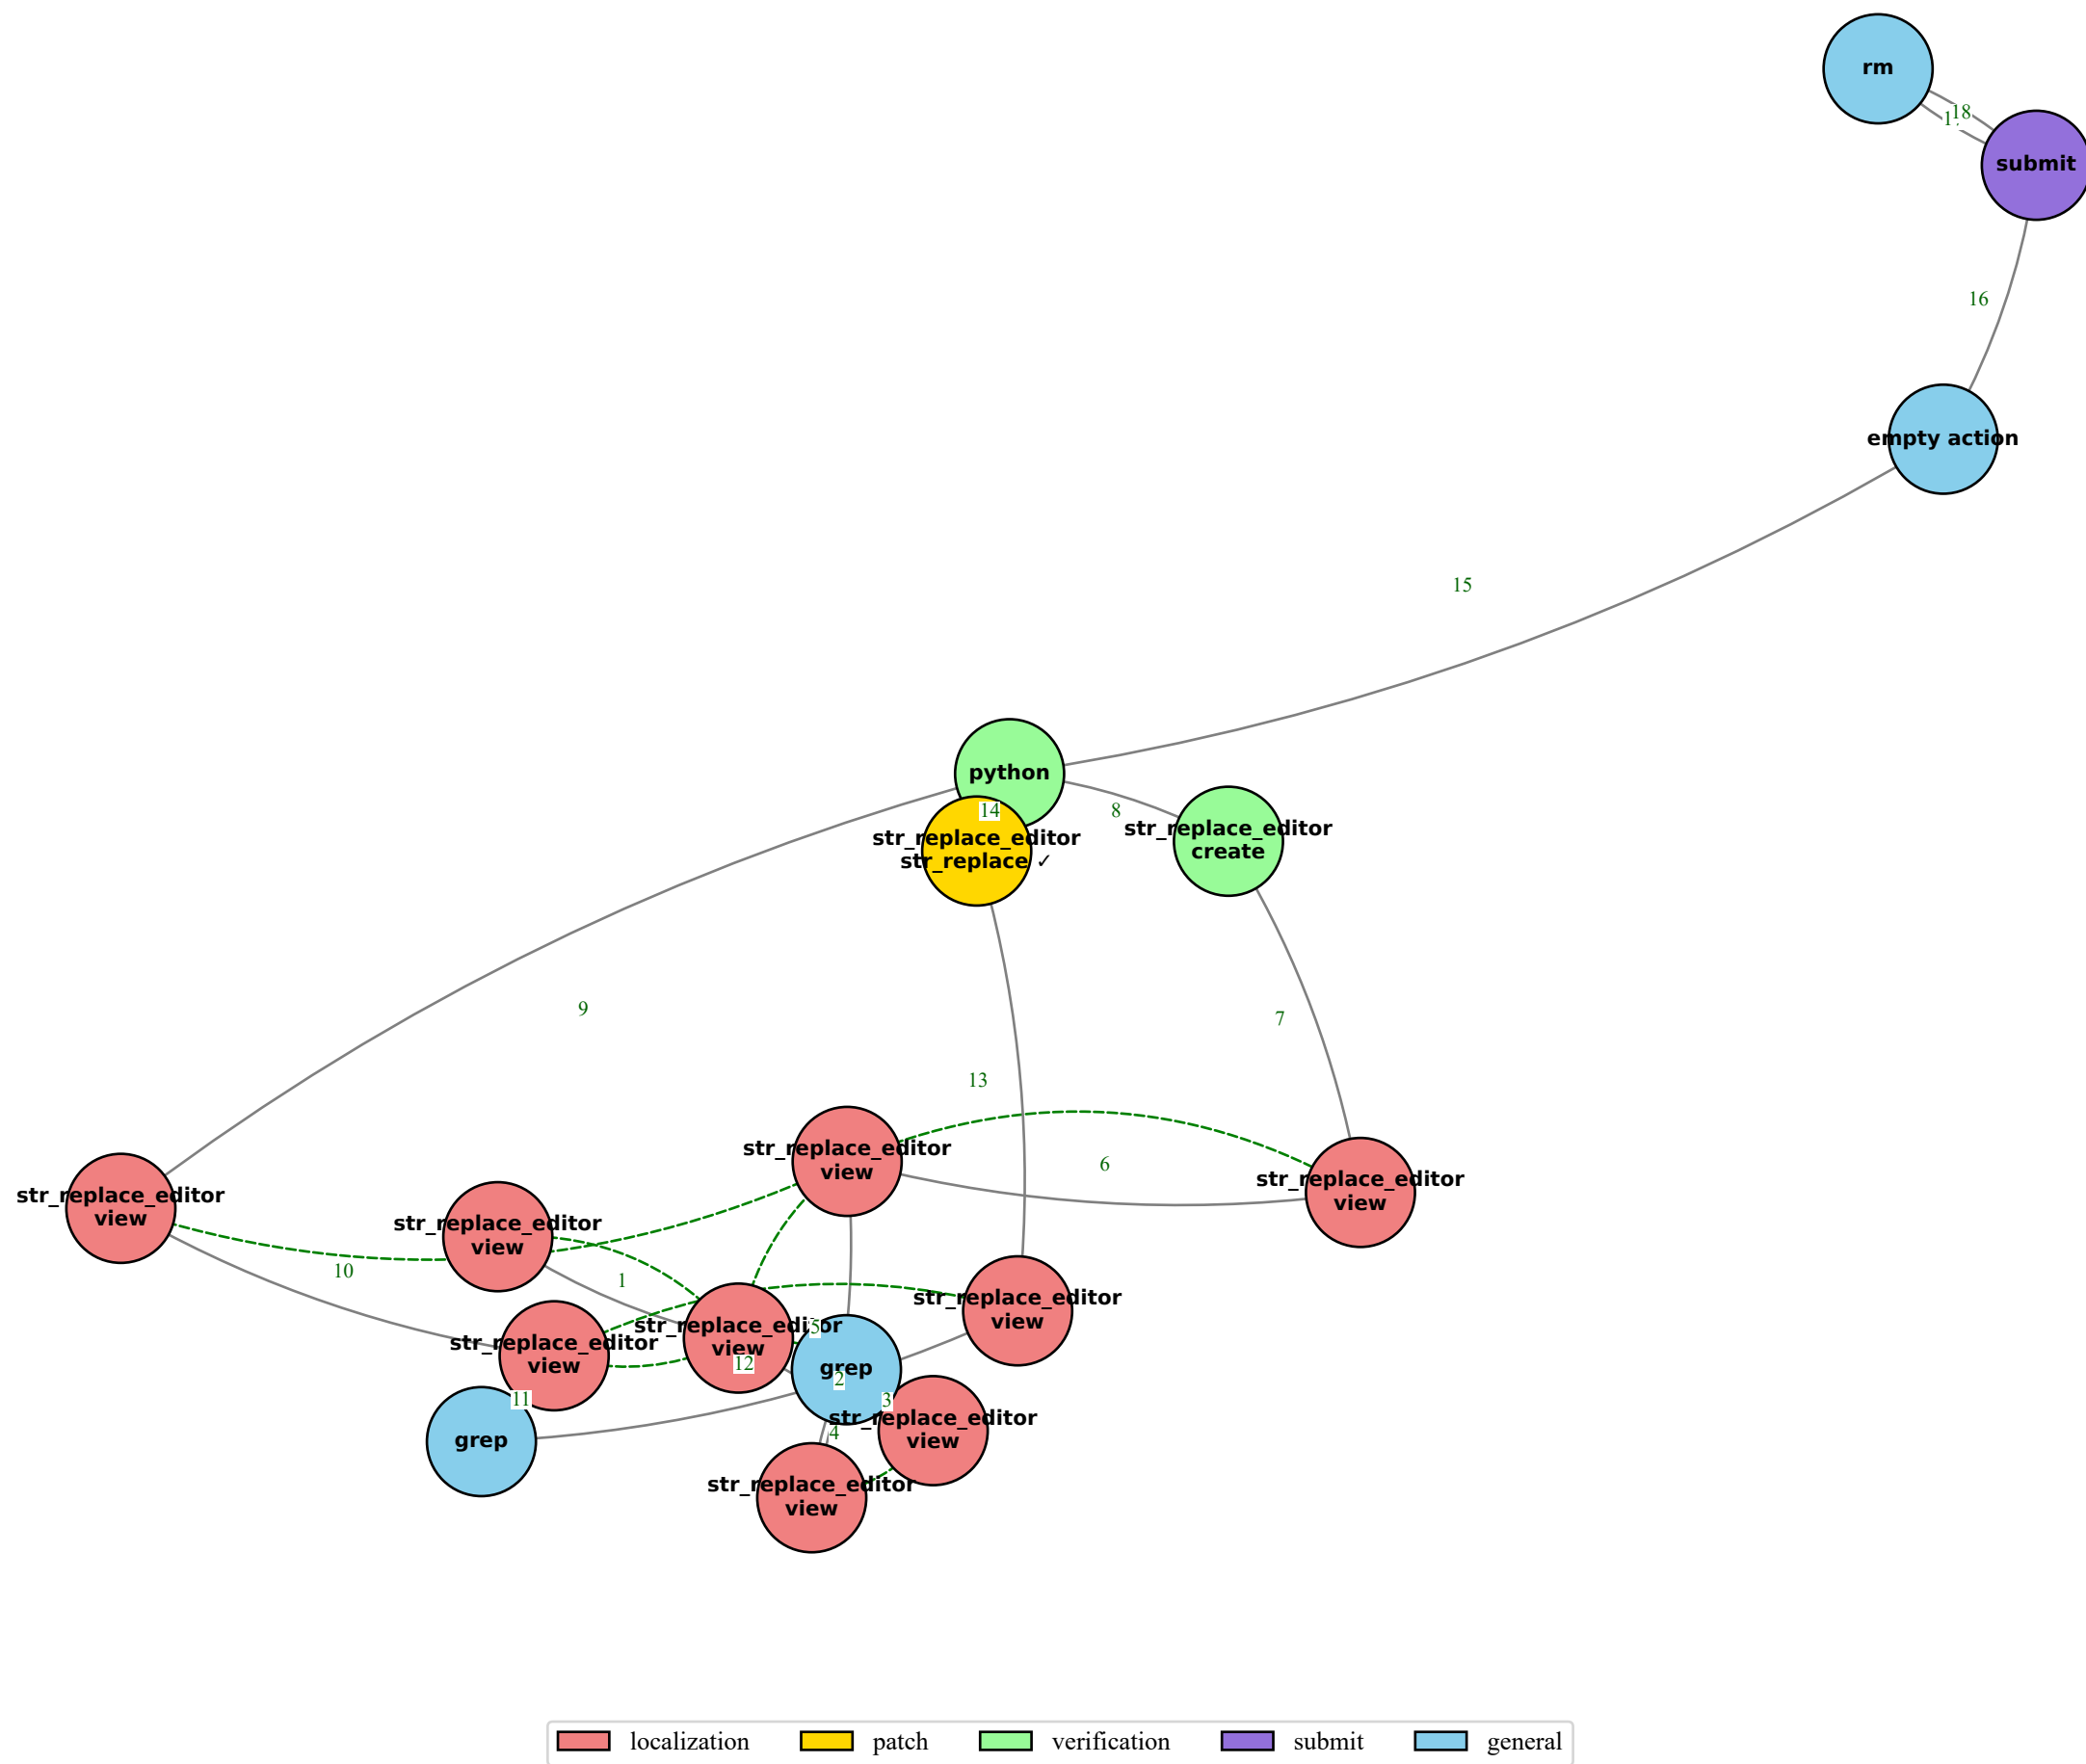 rm
18
submit
16
empty action
15
python
14
8
str_replace_editor
str_replace ✓
str_replace_editor
create
9
7
13
str_replace_editor
view
6
str_replace_editor
view
str_replace_editor
view
str_replace_editor
view
10
1
str_replace_editor
view
str_replace_editor
view
5
str_replace_editor
view
12
grep
2
11
3
str_replace_editor
view
4
grep
str_replace_editor
view
localization
patch
verification
submit
general